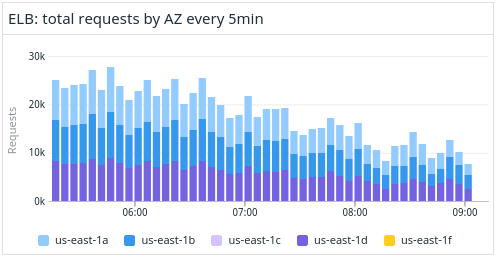 ELB: total requests by AZ every 5min
30k
20k
10k
0k
Requests
06:00 07:00 08:00 09:00
us-east-1a us-east-1b us-east-1c us-east-1d us-east-1f